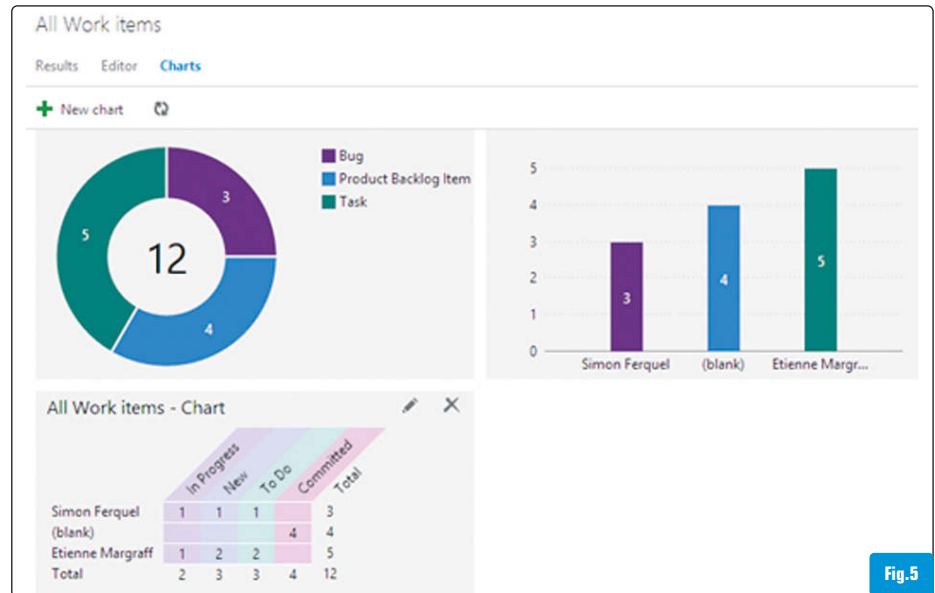 All Work items
Results Editor Charts
New chart
3
5
12
4
Bug
Product Backlog Item
Task
5
4
3
2
1
0
3
4
5
Simon Ferquel (blank) Etienne Margr...
All Work items - Chart
In Progress New To Do Committed Total
Simon Ferquel 1 1 1 3
(blank) 4 4
Etienne Margraff 1 2 2 5
Total 2 3 3 4 12
Fig.5